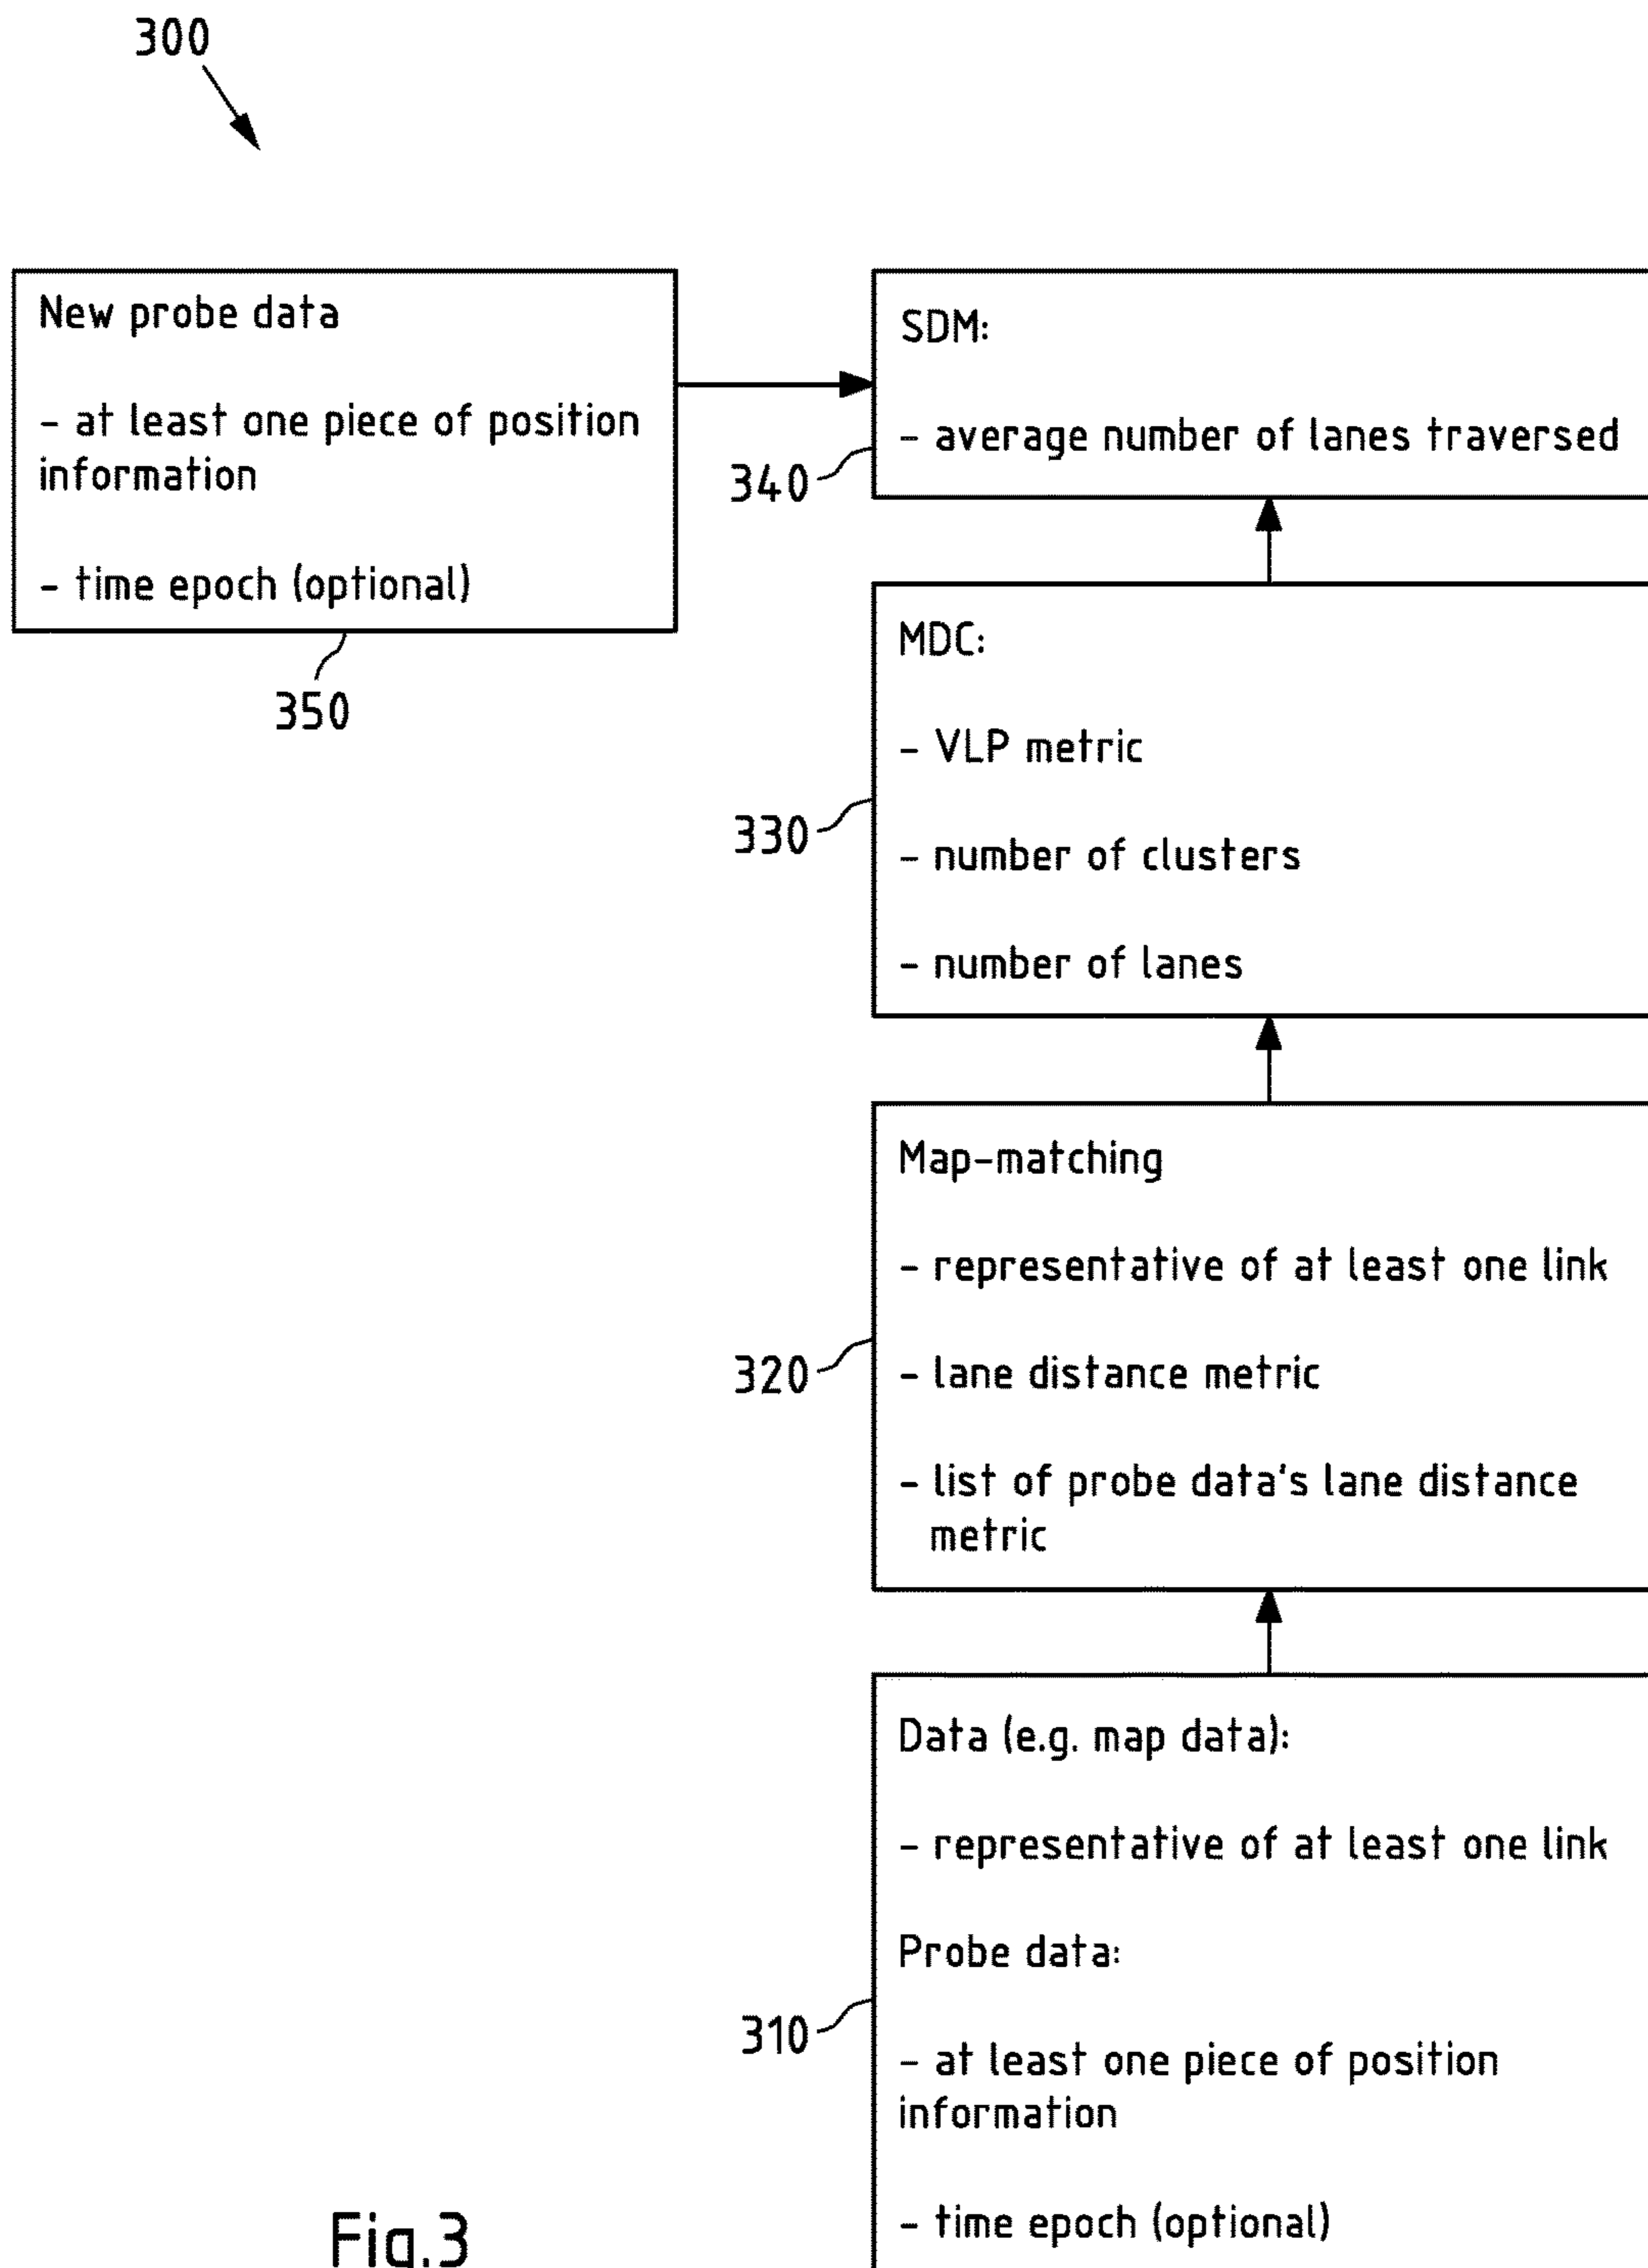 300
New probe data
- at least one piece of position
information
- time epoch (optional)
350
SDM:
- average number of lanes traversed
340
MDC:
- VLP metric
- number of clusters
- number of lanes
330
Map-matching
- representative of at least one link
- lane distance metric
- list of probe data's lane distance
metric
320
Data (e.g. map data):
- representative of at least one link
Probe data:
- at least one piece of position
information
- time epoch (optional)
310
Fig.3